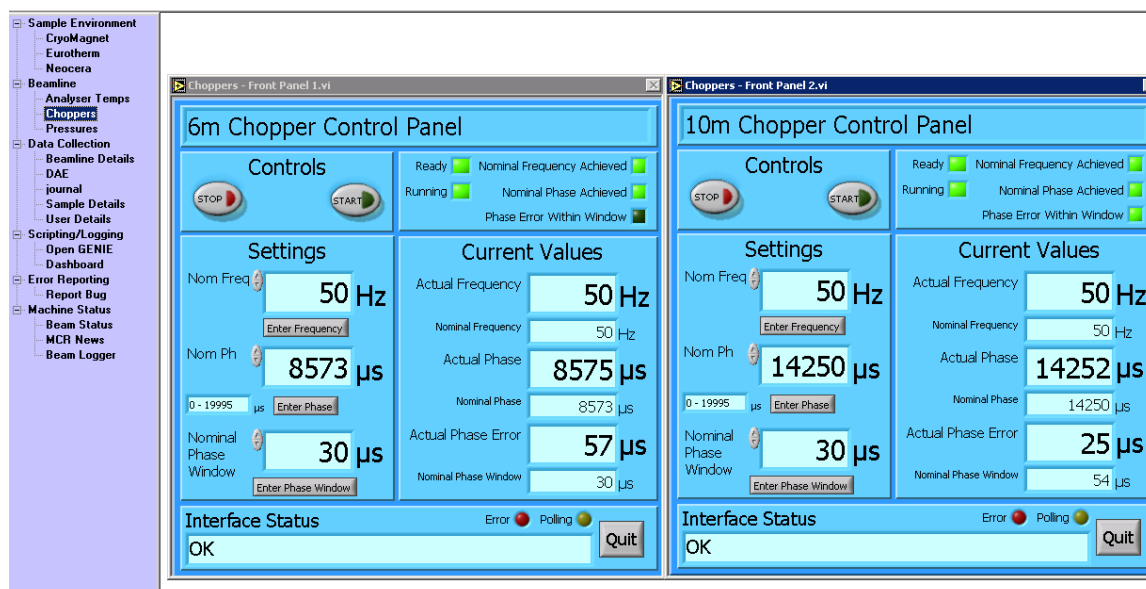 Sample Environment
CryoMagnet
Eurotherm
Neocera
Beamline
Analyser Temps
Choppers
Pressures
Data Collection
Beamline Details
DAE
journal
Sample Details
User Details
Scripting/Logging
Open GENIE
Dashboard
Error Reporting
Report Bug
Machine Status
Beam Status
MCR News
Beam Logger
Choppers - Front Panel 1.vi
6m Chopper Control Panel
Controls
STOP
START
Ready
Nominal Frequency Achieved
Running
Nominal Phase Achieved
Phase Error Within Window
Settings
Nom Freq
50 Hz
Enter Frequency
Nom Ph
8573 µs
0 - 19995 µs
Enter Phase
Nominal
Phase
Window
30 µs
Enter Phase Window
Current Values
Actual Frequency
50 Hz
Nominal Frequency
50 Hz
Actual Phase
8575 µs
Nominal Phase
8573 µs
Actual Phase Error
57 µs
Nominal Phase Window
30 µs
Interface Status
Error
Polling
OK
Quit
Choppers - Front Panel 2.vi
10m Chopper Control Panel
Controls
STOP
START
Ready
Nominal Frequency Achieved
Running
Nominal Phase Achieved
Phase Error Within Window
Settings
Nom Freq
50 Hz
Enter Frequency
Nom Ph
14250 µs
0 - 19995 µs
Enter Phase
Nominal
Phase
Window
30 µs
Enter Phase Window
Current Values
Actual Frequency
50 Hz
Nominal Frequency
50 Hz
Actual Phase
14252 µs
Nominal Phase
14250 µs
Actual Phase Error
25 µs
Nominal Phase Window
54 µs
Interface Status
Error
Polling
OK
Quit